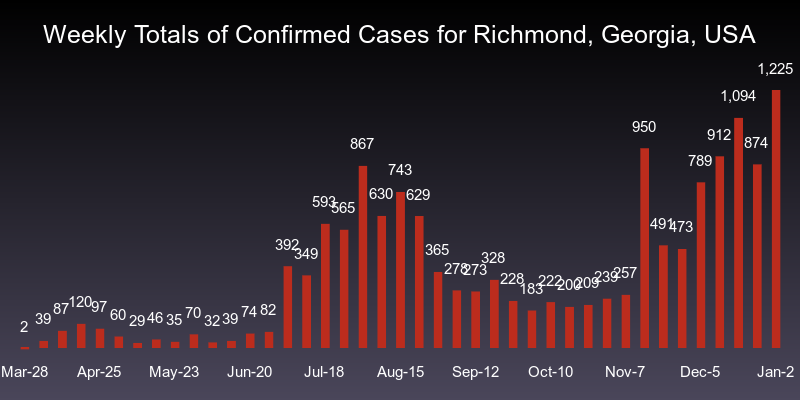 Weekly Totals of Confirmed Cases for Richmond, Georgia, USA
2 39 87 120 97 60 29 46 35 70 32 39 74 82 392 349 593 565 867 630 743 629 365 278 273 328 228 183 222 200 209 239 257 950 491 473 789 912 1,094 874 1,225
Mar-28 Apr-25 May-23 Jun-20 Jul-18 Aug-15 Sep-12 Oct-10 Nov-7 Dec-5 Jan-2